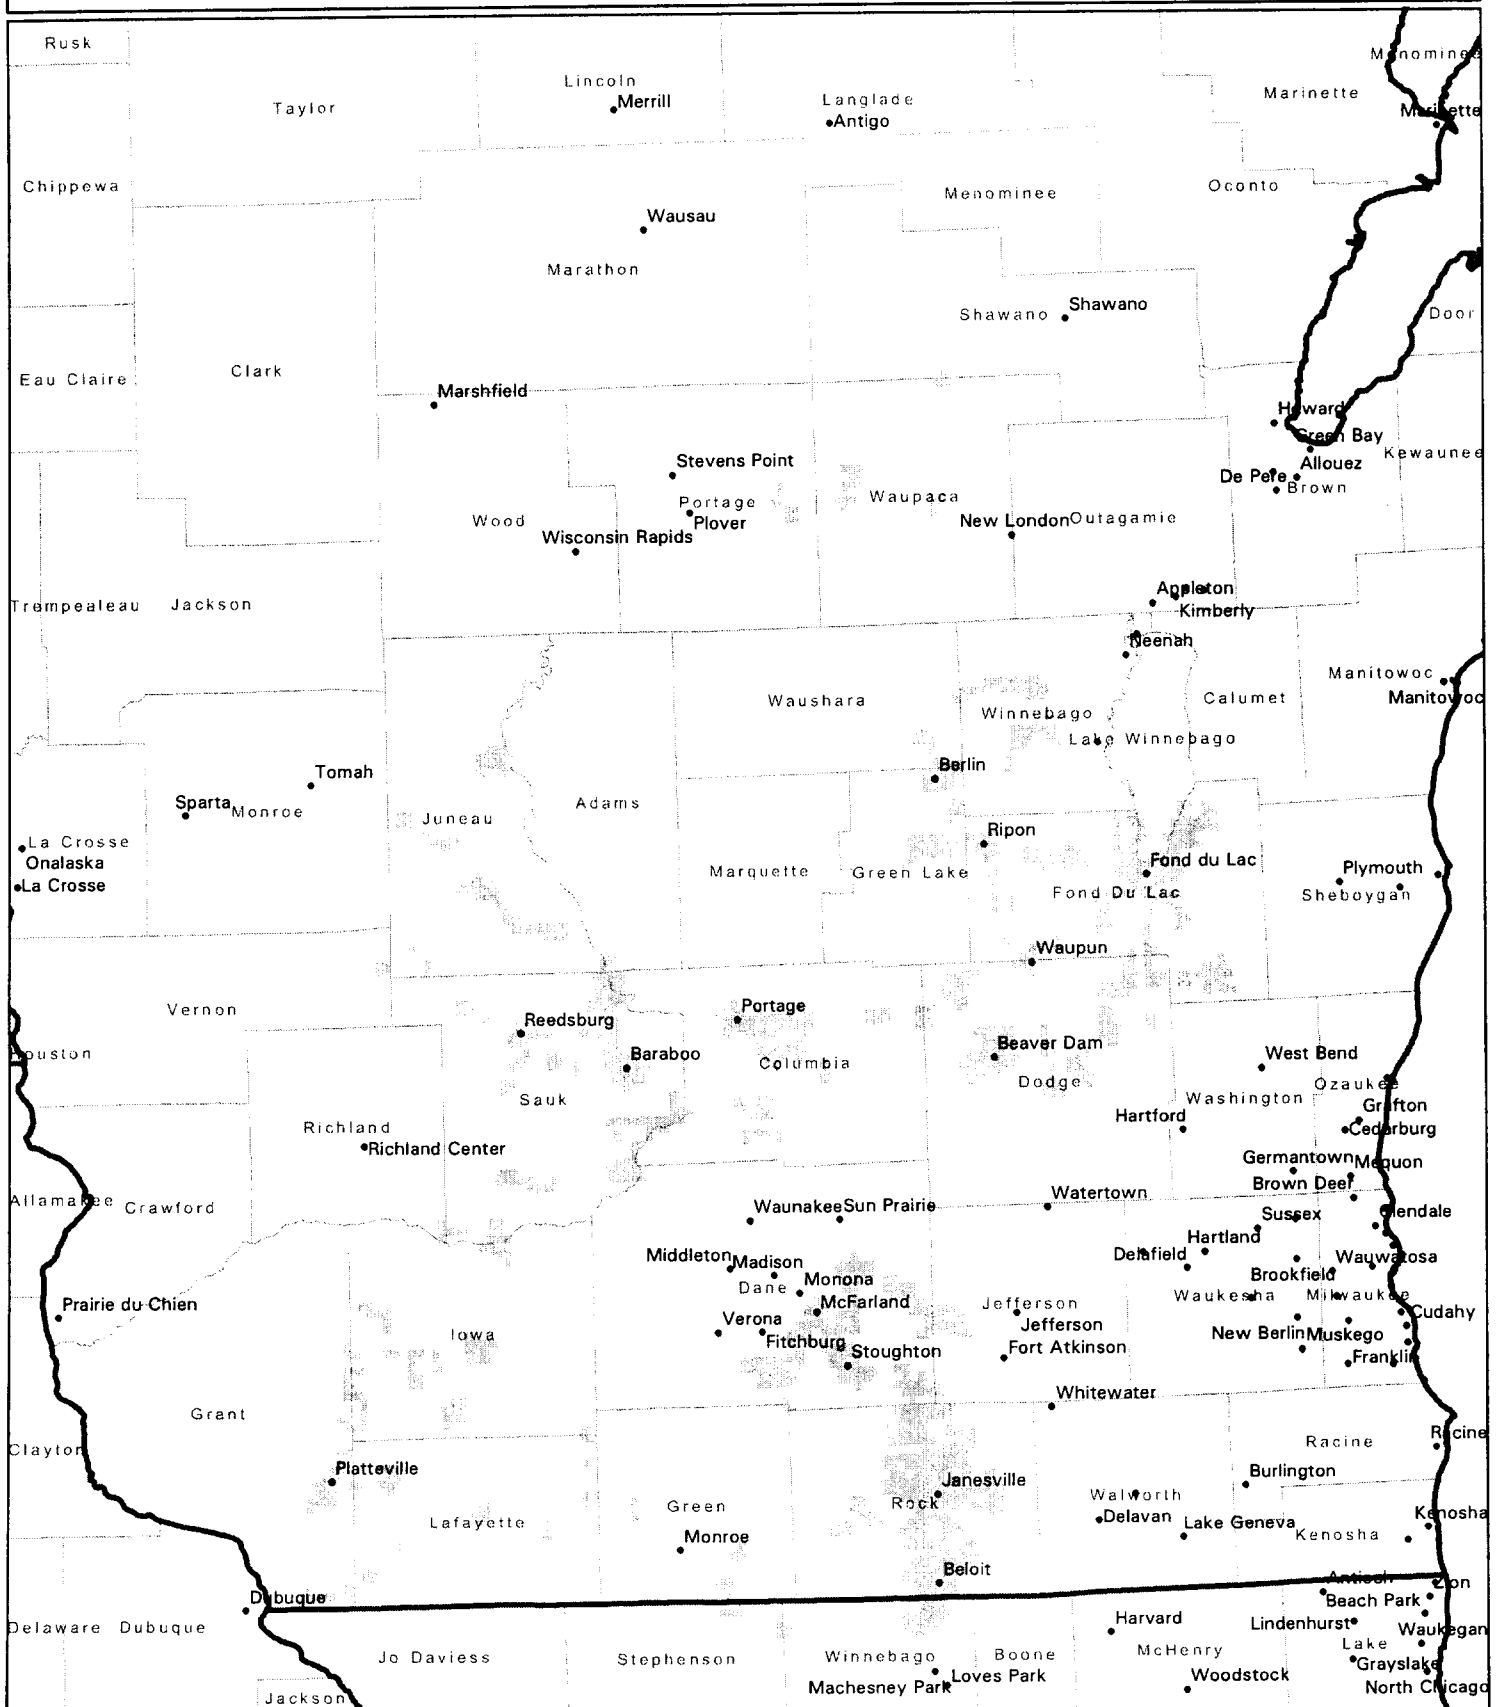 Rusk
Menominee
Lincoln
Marinette
Taylor
Merrill
Langlade
Antigo
Marinette
Chippewa
Menominee
Oconto
Wausau
Marathon
Shawano
Shawano
Door
Eau Claire
Clark
Marshfield
Howard
Green Bay
Kewaunee
Stevens Point
Allouez
De Pere
Brown
Portage
Waupaca
Plover
Wood
New London
Outagamie
Wisconsin Rapids
Appleton
Kimberly
Trempealeau
Jackson
Neenah
Manitowoc
Manitowoc
Waushara
Calumet
Winnebago
Lake Winnebago
Berlin
Tomah
Sparta
Monroe
Adams
Juneau
Ripon
La Crosse
Onalaska
La Crosse
Marquette
Green Lake
Fond du Lac
Fond Du Lac
Plymouth
Sheboygan
Waupun
Vernon
Portage
Reedsburg
Houston
Baraboo
Columbia
Beaver Dam
Dodge
West Bend
Ozaukee
Washington
Grafton
Sauk
Hartford
Cedarburg
Richland
Richland Center
Germantown
Mequon
Brown Deer
Allamakee
Crawford
Waunakee
Sun Prairie
Watertown
Sussex
Glendale
Hartland
Middleton
Madison
Delafield
Wauwatosa
Monona
Brookfield
Dane
McFarland
Jefferson
Waukesha
Milwaukee
Prairie du Chien
Verona
Jefferson
Cudahy
Iowa
Fitchburg
Stoughton
Fort Atkinson
New Berlin
Muskego
Franklin
Whitewater
Grant
Clayton
Racine
Racine
Platteville
Janesville
Burlington
Rock
Walworth
Green
Lafayette
Delavan
Lake Geneva
Kenosha
Kenosha
Monroe
Beloit
Antioch
Zion
Dubuque
Beach Park
Harvard
Lindenhurst
Waukegan
Delaware
Dubuque
Jo Daviess
Stephenson
Winnebago
Boone
McHenry
Lake
Grayslake
Loves Park
Machesney Park
Woodstock
North Chicago
Jackson